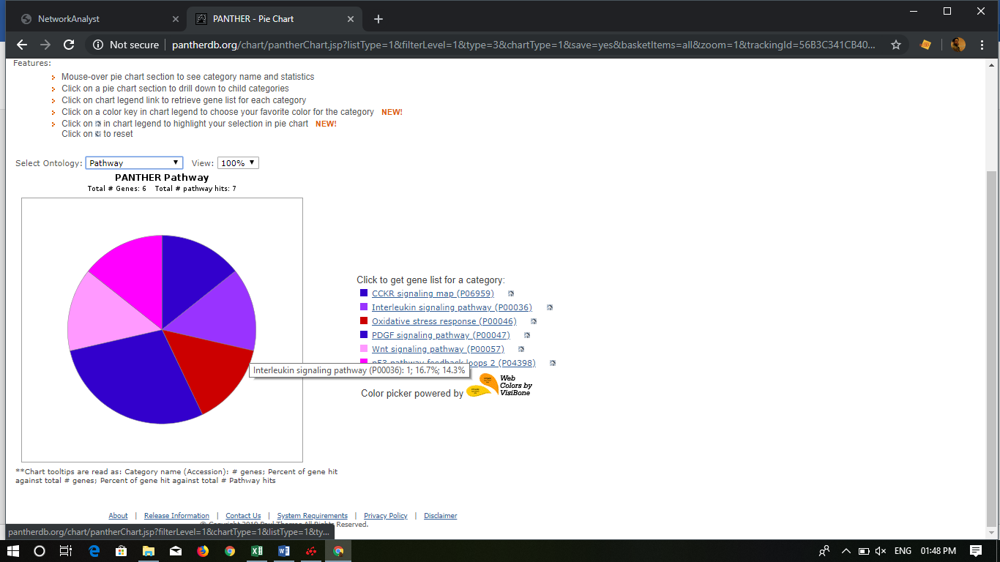 NetworkAnalyst
PANTHER - Pie Chart
Not secure | pantherdb.org/chart/pantherChart.jsp?listType=1&filterLevel=1&type=3&chartType=1&save=yes&basketItems=all&zoom=1&trackingId=56B3C341CB40...
Features:
Mouse-over pie chart section to see category name and statistics
Click on a pie chart section to drill down to child categories
Click on chart legend link to retrieve gene list for each category
Click on a color key in chart legend to choose your favorite color for the category NEW!
Click on in chart legend to highlight your selection in pie chart NEW!
Click on to reset
Select Ontology: Pathway View: 100%
PANTHER Pathway
Total # Genes: 6 Total # pathway hits: 7
Click to get gene list for a category:
CCKR signaling map (P06959)
Interleukin signaling pathway (P00036)
Oxidative stress response (P00046)
PDGF signaling pathway (P00047)
Wnt signaling pathway (P00057)
p53 pathway feedback loops 2 (P04398)
Interleukin signaling pathway (P00036): 1; 16.7%; 14.3%
Color picker powered by
Web
Colors by
VisiBone
**Chart tooltips are read as: Category name (Accession): # genes; Percent of gene hit
against total # genes; Percent of gene hit against total # Pathway hits
About | Release Information | Contact Us | System Requirements | Privacy Policy | Disclaimer
Reserved.
pantherdb.org/chart/pantherChart.jsp?filterLevel=1&chartType=1&listType=1&ty...
ENG 01:48 PM